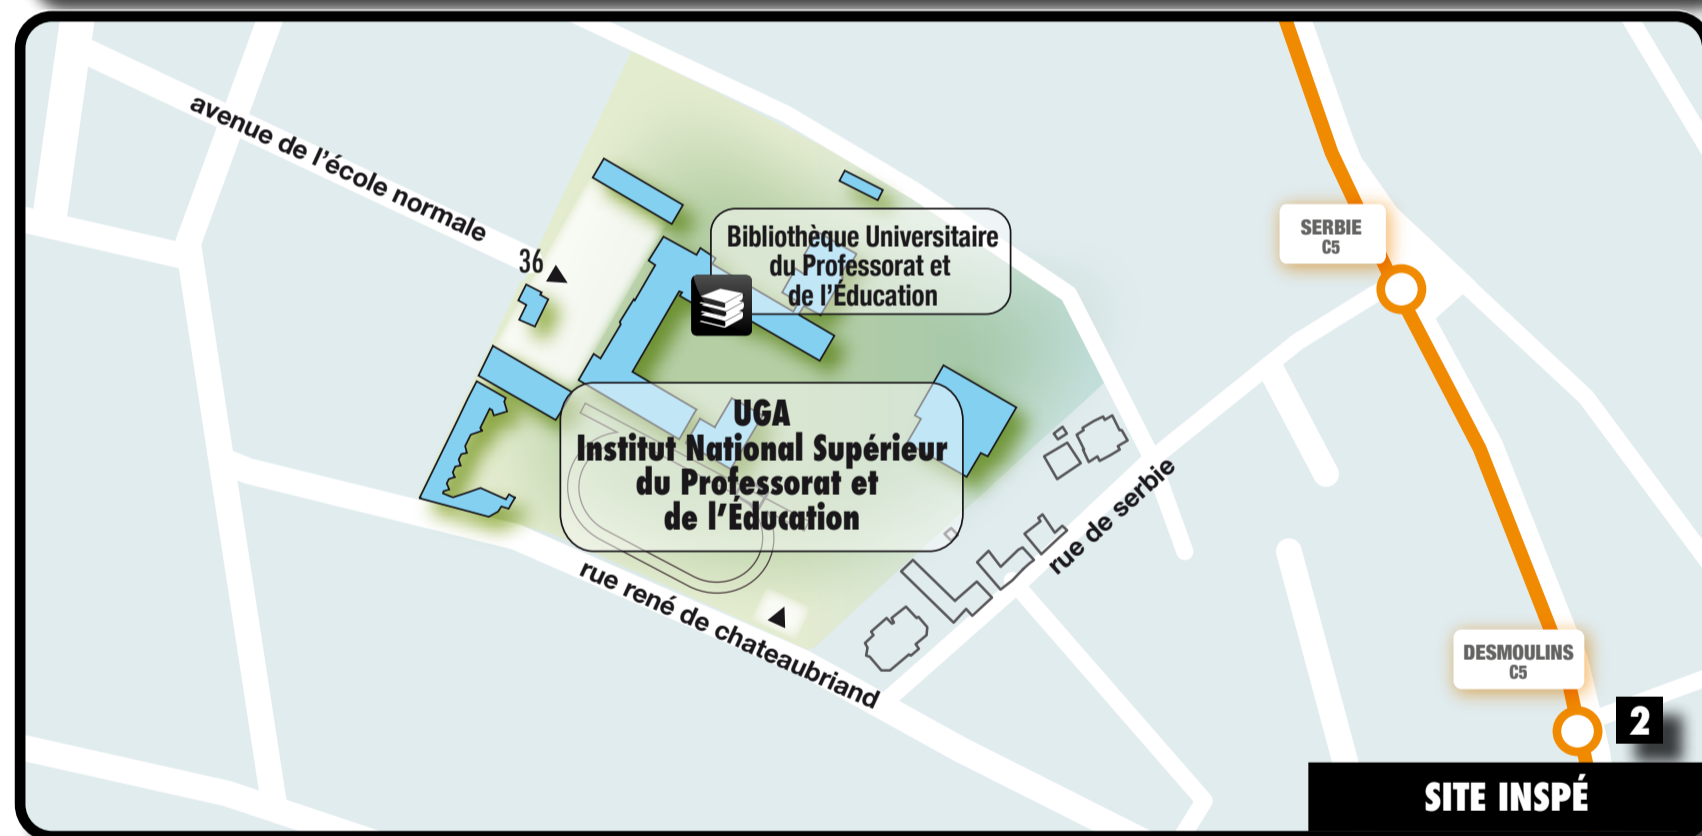 avenue de l'école normale
36
Bibliothèque Universitaire
du Professorat et
de l'Éducation
SERBIE
C5
UGA
Institut National Supérieur
du Professorat et
de l'Éducation
rue de serbie
rue rené de chateaubriand
DESMOULINS
C5
2
SITE INSPÉ